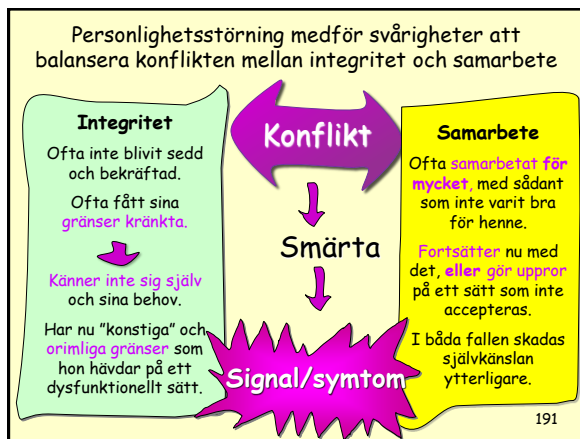 Personlighetsstörning medför svårigheter att
balansera konflikten mellan integritet och samarbete
Integritet
Ofta inte blivit sedd
och bekräftad.
Ofta fått sina
gränser kränkta.
Känner inte sig själv
och sina behov.
Har nu "konstiga" och
orimliga gränser som
hon hävdar på ett
dysfunktionellt sätt.
Konflikt
Smärta
Signal/symtom
Samarbete
Ofta samarbetat för
mycket, med sådant
som inte varit bra
för henne.
Fortsätter nu med
det, eller gör uppror
på ett sätt som inte
accepteras.
I båda fallen skadas
självkänslan
ytterligare.
191